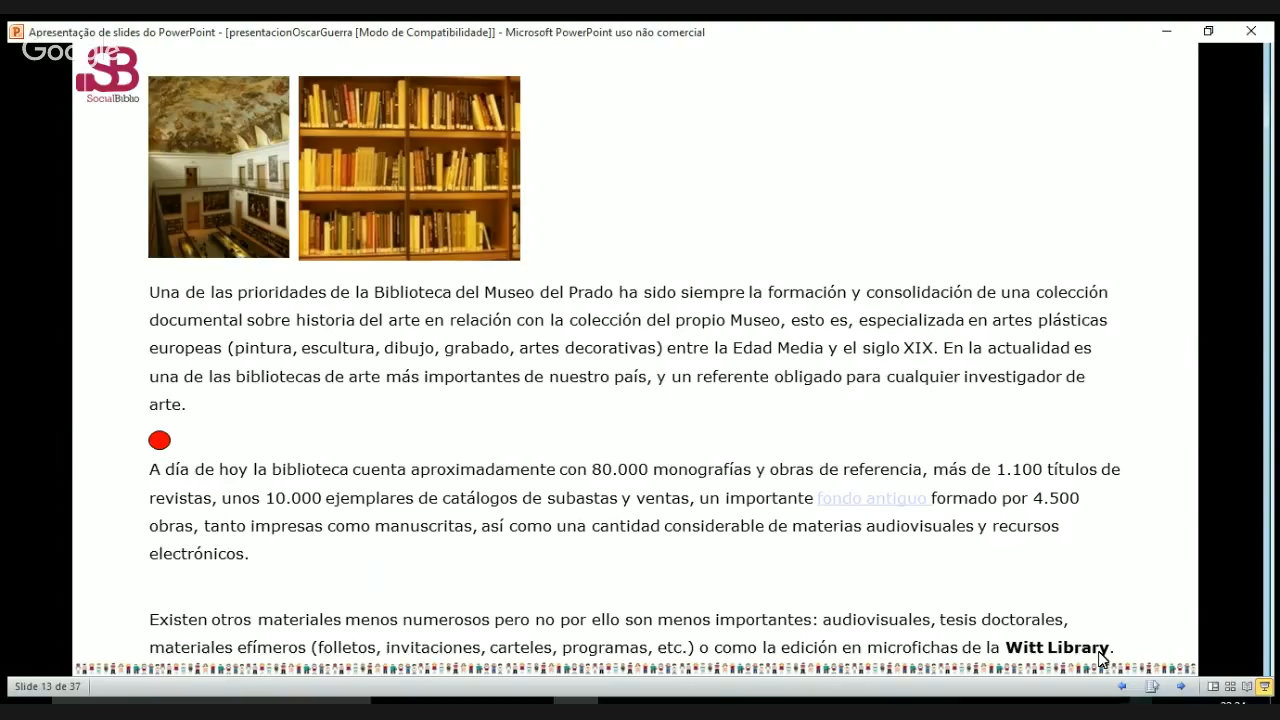 Apresentação de slides do PowerPoint - [presentacionOscarGuerra [Modo de Compatibilidade]] - Microsoft PowerPoint uso não comercial
Google
SB
SocialBiblio
Una de las prioridades de la Biblioteca del Museo del Prado ha sido siempre la formación y consolidación de una colección
documental sobre historia del arte en relación con la colección del propio Museo, esto es, especializada en artes plásticas
europeas (pintura, escultura, dibujo, grabado, artes decorativas) entre la Edad Media y el siglo XIX. En la actualidad es
una de las bibliotecas de arte más importantes de nuestro país, y un referente obligado para cualquier investigador de
arte.
A día de hoy la biblioteca cuenta aproximadamente con 80.000 monografías y obras de referencia, más de 1.100 títulos de
revistas, unos 10.000 ejemplares de catálogos de subastas y ventas, un importante fondo antiguo formado por 4.500
obras, tanto impresas como manuscritas, así como una cantidad considerable de materias audiovisuales y recursos
electrónicos.
Existen otros materiales menos numerosos pero no por ello son menos importantes: audiovisuales, tesis doctorales,
materiales efímeros (folletos, invitaciones, carteles, programas, etc.) o como la edición en microfichas de la Witt Library.
Slide 13 de 37